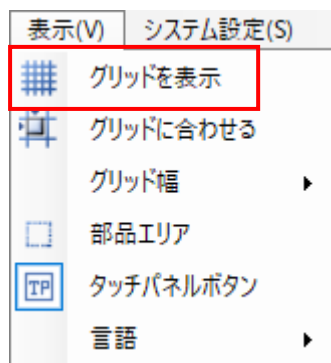 表示(V) システム設定(S)
グリッドを表示
グリッドに合わせる
グリッド幅
部品エリア
TP タッチパネルボタン
言語